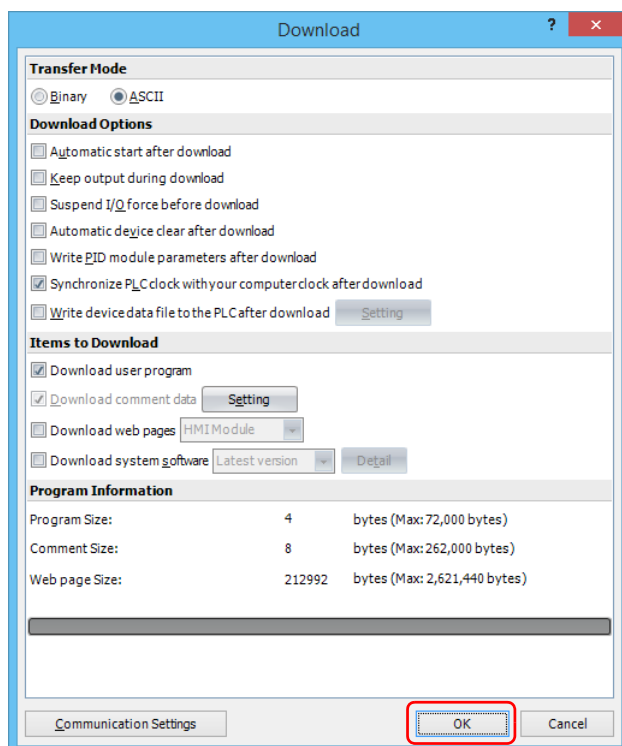 Download ? ×
Transfer Mode
Binary ASCII
Download Options
Automatic start after download
Keep output during download
Suspend I/O force before download
Automatic device clear after download
Write PID module parameters after download
Synchronize PLC clock with your computer clock after download
Write device data file to the PLC after download Setting
Items to Download
Download user program
Download comment data Setting
Download web pages HMI Module
Download system software Latest version Detail
Program Information
Program Size: 4 bytes (Max: 72,000 bytes)
Comment Size: 8 bytes (Max: 262,000 bytes)
Web page Size: 212992 bytes (Max: 2,621,440 bytes)
Communication Settings OK Cancel